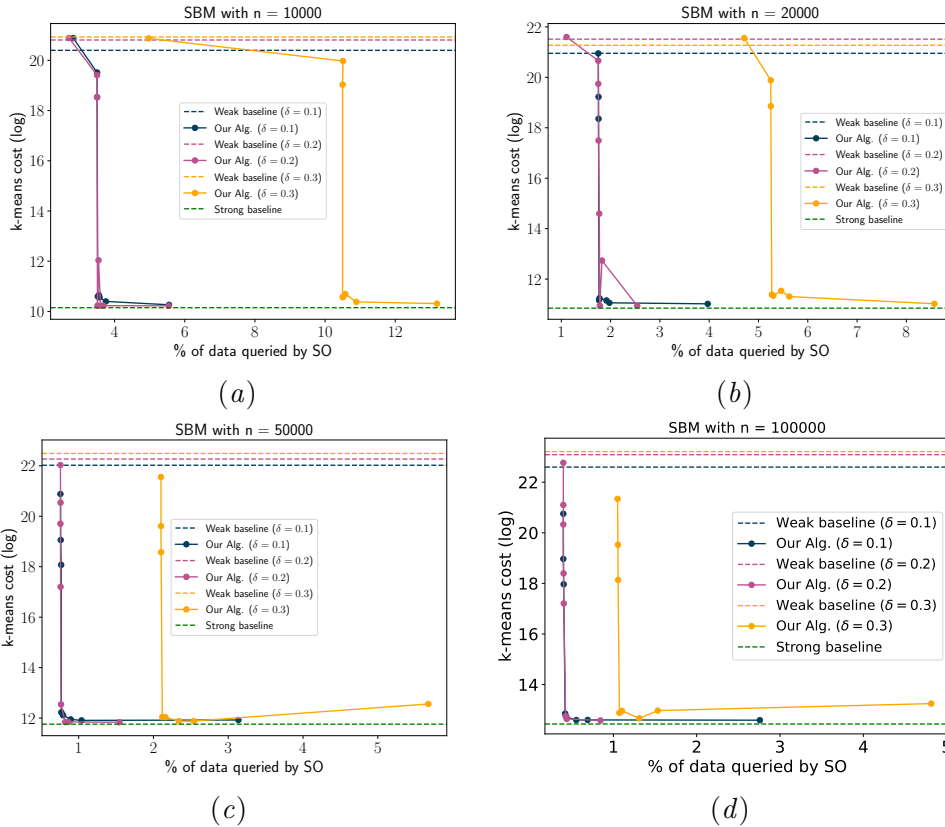 SBM with n = 10000
k-means cost (log)
20
18
16
14
12
10
Weak baseline (δ = 0.1)
Our Alg. (δ = 0.1)
Weak baseline (δ = 0.2)
Our Alg. (δ = 0.2)
Weak baseline (δ = 0.3)
Our Alg. (δ = 0.3)
Strong baseline
4 6 8 10 12
% of data queried by SO
(a)
SBM with n = 20000
k-means cost (log)
22
20
18
16
14
12
Weak baseline (δ = 0.1)
Our Alg. (δ = 0.1)
Weak baseline (δ = 0.2)
Our Alg. (δ = 0.2)
Weak baseline (δ = 0.3)
Our Alg. (δ = 0.3)
Strong baseline
1 2 3 4 5 6 7 8
% of data queried by SO
(b)
SBM with n = 50000
k-means cost (log)
22
20
18
16
14
12
Weak baseline (δ = 0.1)
Our Alg. (δ = 0.1)
Weak baseline (δ = 0.2)
Our Alg. (δ = 0.2)
Weak baseline (δ = 0.3)
Our Alg. (δ = 0.3)
Strong baseline
1 2 3 4 5
% of data queried by SO
(c)
SBM with n = 100000
k-means cost (log)
22
20
18
16
14
Weak baseline (δ = 0.1)
Our Alg. (δ = 0.1)
Weak baseline (δ = 0.2)
Our Alg. (δ = 0.2)
Weak baseline (δ = 0.3)
Our Alg. (δ = 0.3)
Strong baseline
1 2 3 4 5
% of data queried by SO
(d)